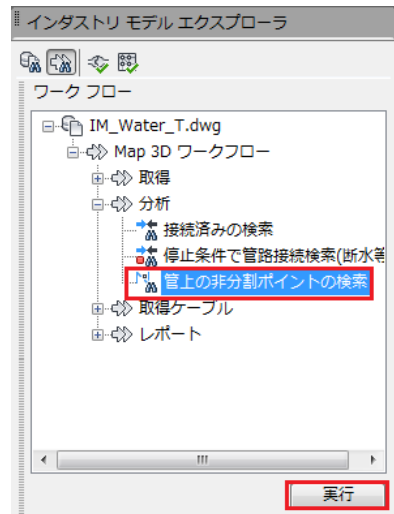 インダストリ モデル エクスプローラ
ワーク フロー
IM_Water_T.dwg
Map 3D ワークフロー
取得
分析
接続済みの検索
停止条件で管路接続検索(断水等
管上の非分割ポイントの検索
取得ケーブル
レポート
実行